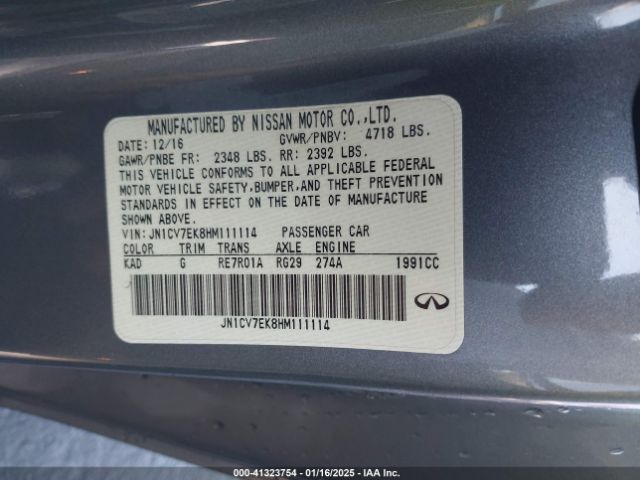 MANUFACTURED BY NISSAN MOTOR CO.,LTD.
DATE: 12/16 GVWR/PNBV: 4718 LBS.
GAWR/PNBE FR: 2348 LBS. RR: 2392 LBS.
THIS VEHICLE CONFORMS TO ALL APPLICABLE FEDERAL
MOTOR VEHICLE SAFETY,BUMPER,AND THEFT PREVENTION
STANDARDS IN EFFECT ON THE DATE OF MANUFACTURE
SHOWN ABOVE.
VIN: JN1CV7EK8HM111114 PASSENGER CAR
COLOR TRIM TRANS AXLE ENGINE
KAD G RE7R01A RG29 274A 1991CC
JN1CV7EK8HM111114
00-41323754 - 01/16/2025 - IAA Inc.